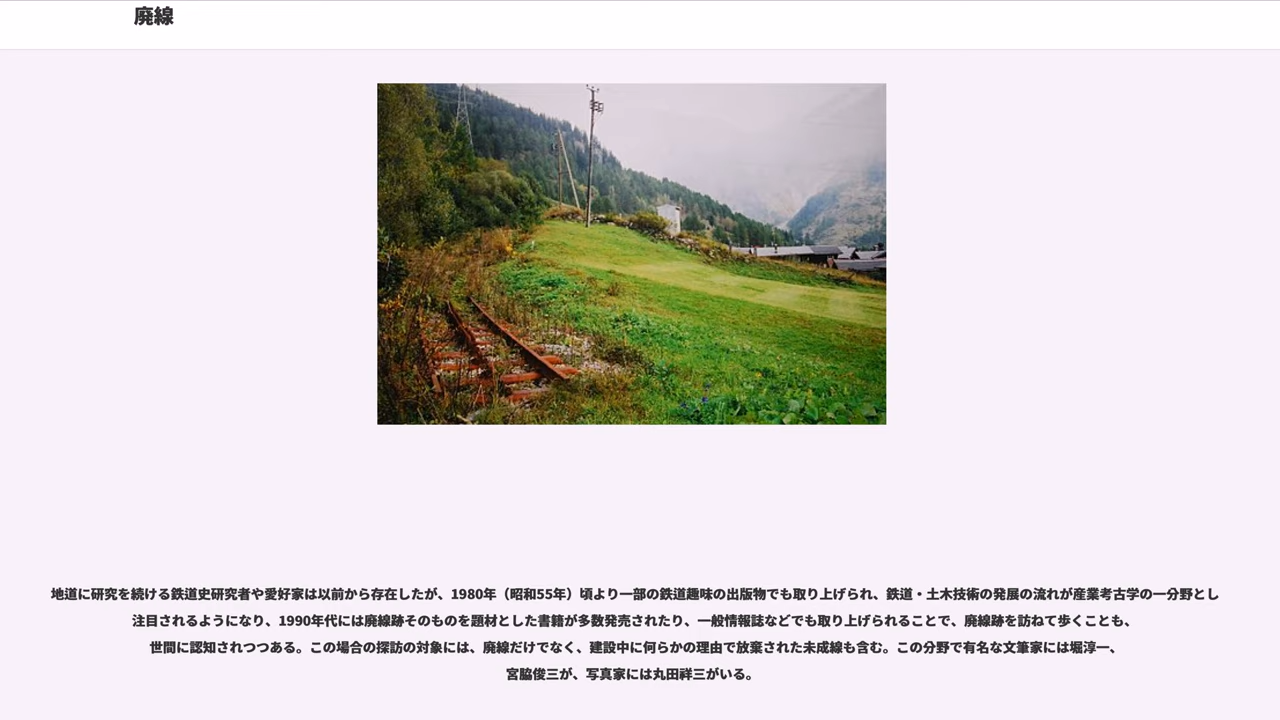 廃線
地道に研究を続ける鉄道史研究者や愛好家は以前から存在したが、1980年（昭和55年）頃より一部の鉄道趣味の出版物でも取り上げられ、鉄道・土木技術の発展の流れが産業考古学の一分野とし
注目されるようになり、1990年代には廃線跡そのものを題材とした書籍が多数発売されたり、一般情報誌などでも取り上げられることで、廃線跡を訪ねて歩くことも、
世間に認知されつつある。この場合の探訪の対象には、廃線だけでなく、建設中に何らかの理由で放棄された未成線も含む。この分野で有名な文筆家には堀淳一、
宮脇俊三が、写真家には丸田祥三がいる。